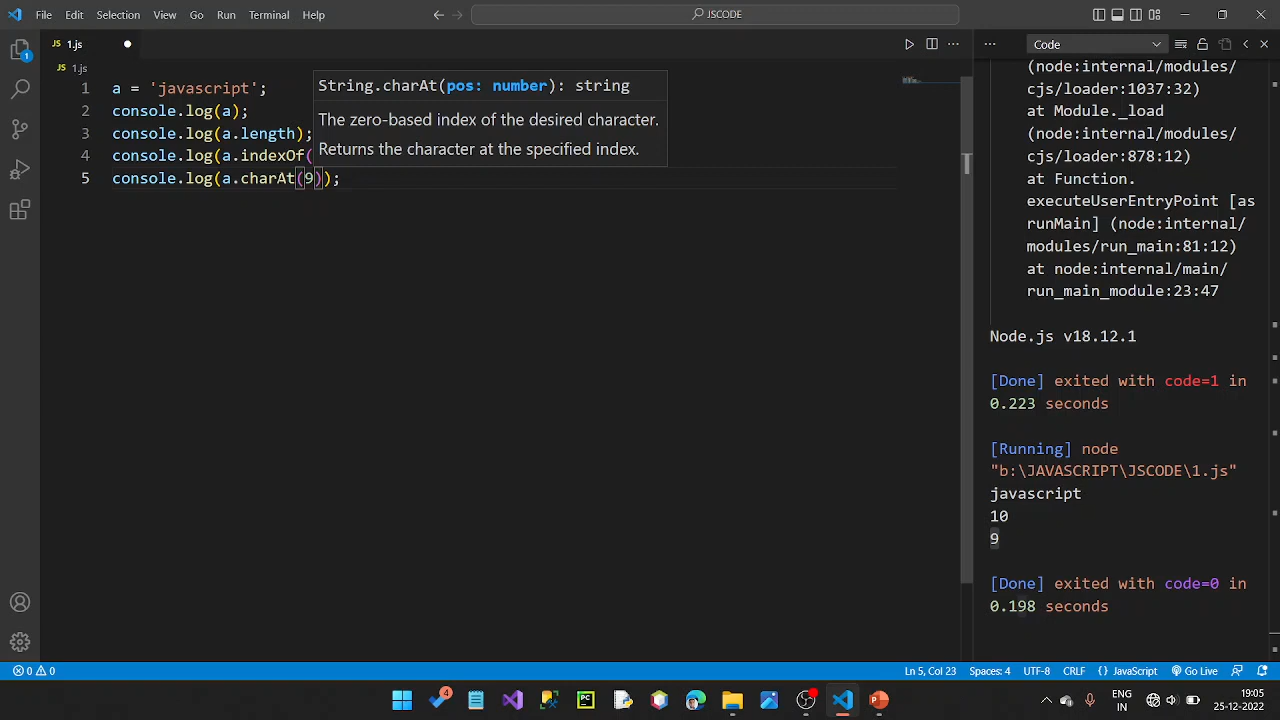 File Edit Selection View Go Run Terminal Help
JSCODE
1
JS 1.js
Code
JS 1.js
1 a = 'javascript';
2 console.log(a);
3 console.log(a.length);
4 console.log(a.indexOf(
5 console.log(a.charAt(9));
String.charAt(pos: number): string
The zero-based index of the desired character.
Returns the character at the specified index.
(node:internal/modules/
cjs/loader:1037:32)
at Module._load
(node:internal/modules/
cjs/loader:878:12)
at Function.
executeUserEntryPoint [as
runMain] (node:internal/
modules/run_main:81:12)
at node:internal/main/
run_main_module:23:47
Node.js v18.12.1
[Done] exited with code=1 in
0.223 seconds
[Running] node
"b:\JAVASCRIPT\JSCODE\1.js"
javascript
10
9
[Done] exited with code=0 in
0.198 seconds
0 0
Ln 5, Col 23 Spaces: 4 UTF-8 CRLF {} JavaScript Go Live
4
PC
ENG
IN
19:05
25-12-2022